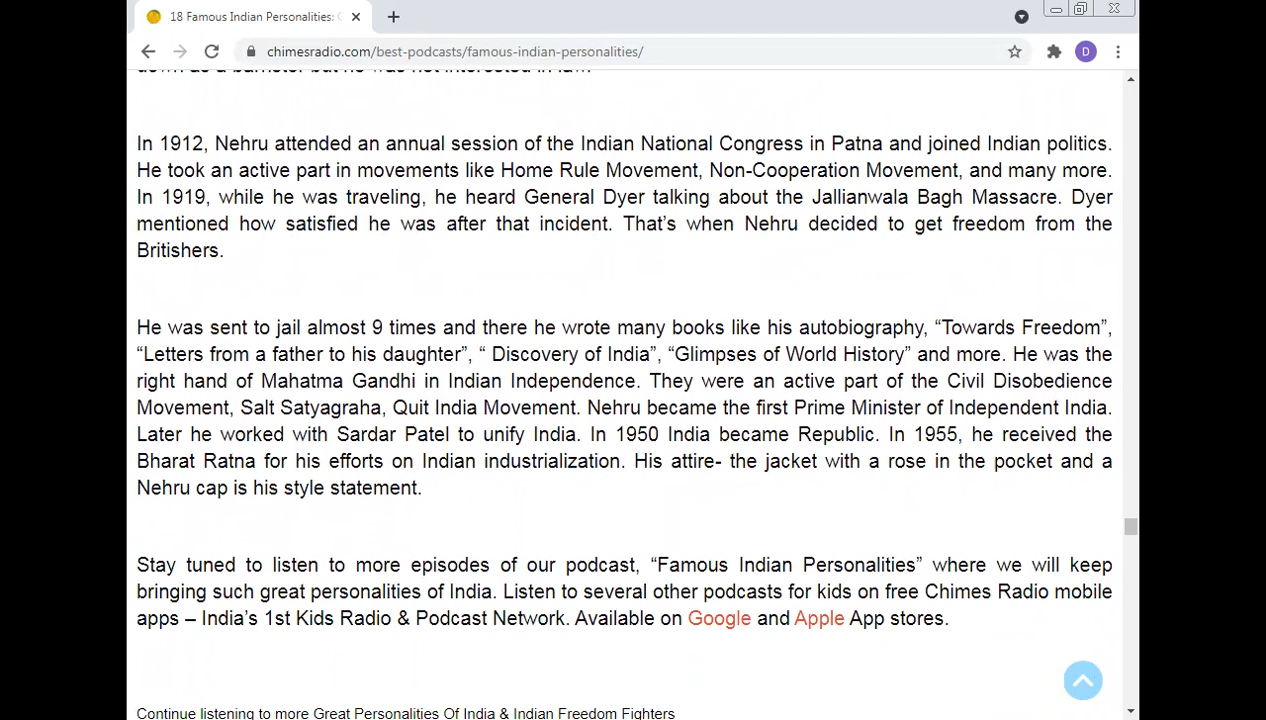 18 Famous Indian Personalities:
chimesradio.com/best-podcasts/famous-indian-personalities/
D
down as a barrister but he was not interested in law.
In 1912, Nehru attended an annual session of the Indian National Congress in Patna and joined Indian politics.
He took an active part in movements like Home Rule Movement, Non-Cooperation Movement, and many more.
In 1919, while he was traveling, he heard General Dyer talking about the Jallianwala Bagh Massacre. Dyer
mentioned how satisfied he was after that incident. That’s when Nehru decided to get freedom from the
Britishers.
He was sent to jail almost 9 times and there he wrote many books like his autobiography, “Towards Freedom”,
“Letters from a father to his daughter”, “ Discovery of India”, “Glimpses of World History” and more. He was the
right hand of Mahatma Gandhi in Indian Independence. They were an active part of the Civil Disobedience
Movement, Salt Satyagraha, Quit India Movement. Nehru became the first Prime Minister of Independent India.
Later he worked with Sardar Patel to unify India. In 1950 India became Republic. In 1955, he received the
Bharat Ratna for his efforts on Indian industrialization. His attire- the jacket with a rose in the pocket and a
Nehru cap is his style statement.
Stay tuned to listen to more episodes of our podcast, “Famous Indian Personalities” where we will keep
bringing such great personalities of India. Listen to several other podcasts for kids on free Chimes Radio mobile
apps – India’s 1st Kids Radio & Podcast Network. Available on Google and Apple App stores.
Continue listening to more Great Personalities Of India & Indian Freedom Fighters